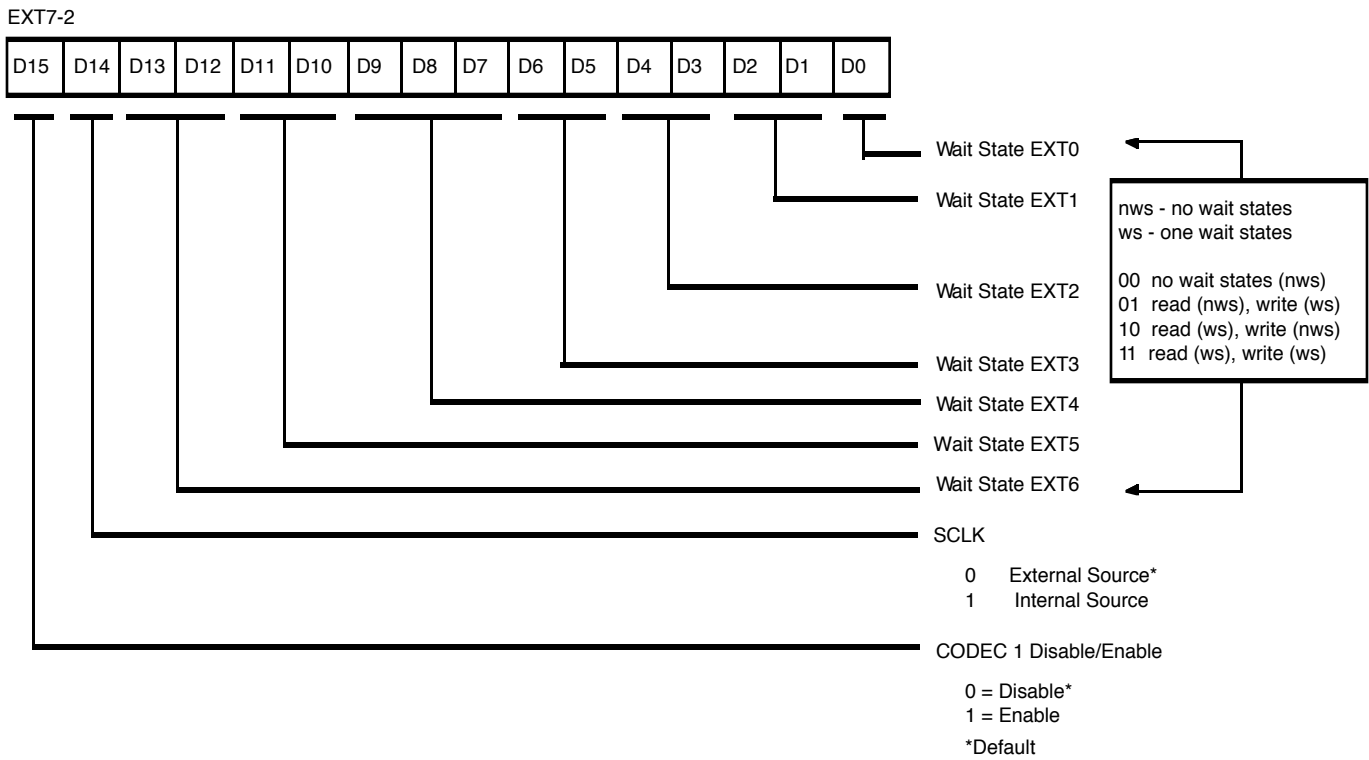 EXT7-2
D15 D14 D13 D12 D11 D10 D9 D8 D7 D6 D5 D4 D3 D2 D1 D0
Wait State EXT0
Wait State EXT1
nws - no wait states
ws - one wait states
00 no wait states (nws)
01 read (nws), write (ws)
10 read (ws), write (nws)
11 read (ws), write (ws)
Wait State EXT2
Wait State EXT3
Wait State EXT4
Wait State EXT5
Wait State EXT6
SCLK
0 External Source*
1 Internal Source
CODEC 1 Disable/Enable
0 = Disable*
1 = Enable
*Default